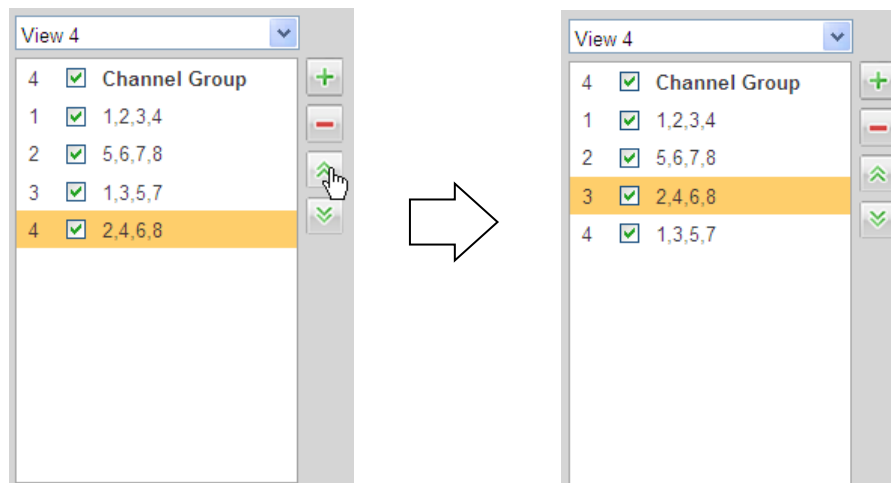 View 4
4 Channel Group
1 1,2,3,4
2 5,6,7,8
3 1,3,5,7
4 2,4,6,8
View 4
4 Channel Group
1 1,2,3,4
2 5,6,7,8
3 2,4,6,8
4 1,3,5,7